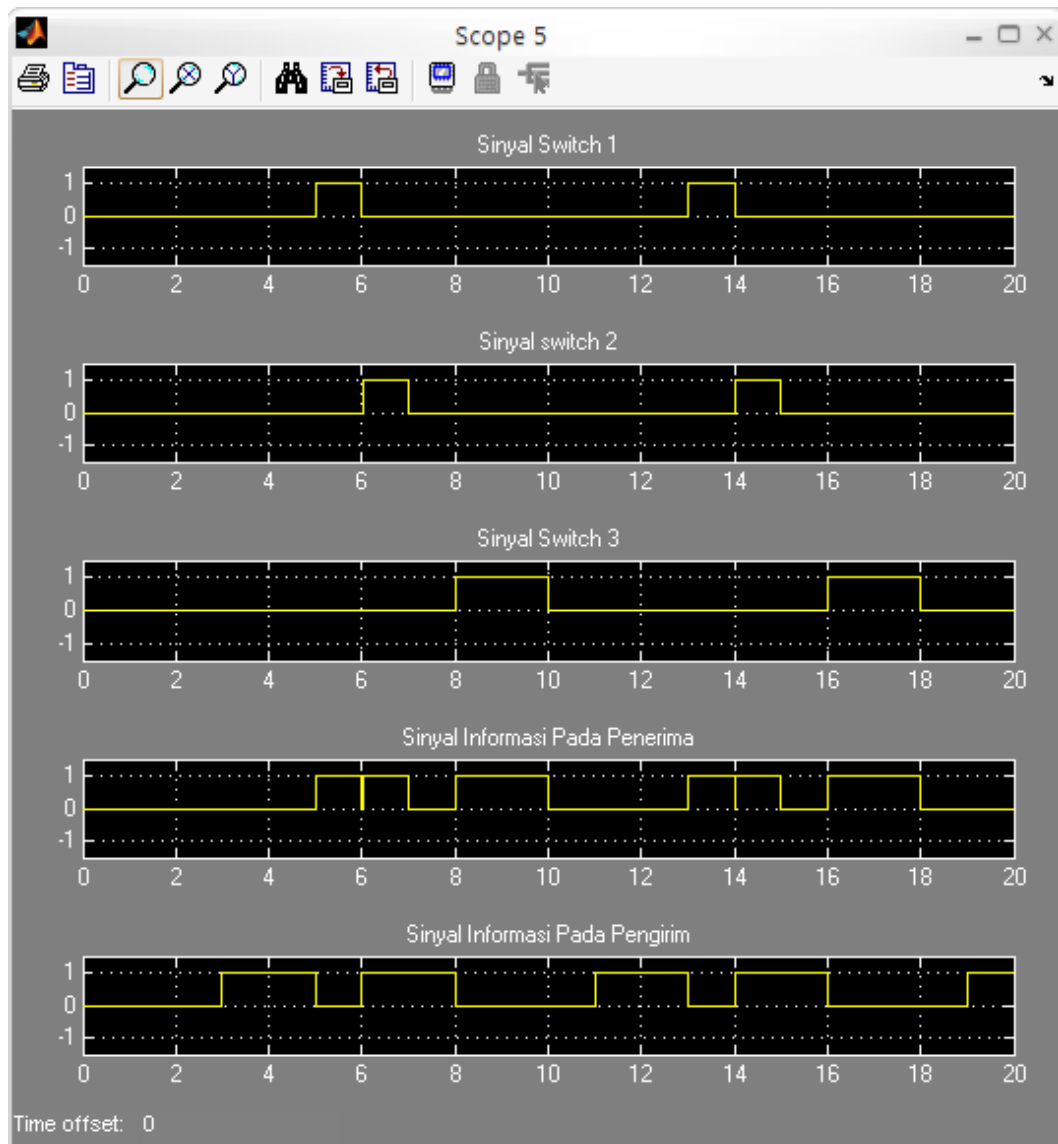 Scope 5
Sinyal Switch 1
1
0
-1
0 2 4 6 8 10 12 14 16 18 20
Sinyal switch 2
1
0
-1
0 2 4 6 8 10 12 14 16 18 20
Sinyal Switch 3
1
0
-1
0 2 4 6 8 10 12 14 16 18 20
Sinyal Informasi Pada Penerima
1
0
-1
0 2 4 6 8 10 12 14 16 18 20
Sinyal Informasi Pada Pengirim
1
0
-1
0 2 4 6 8 10 12 14 16 18 20
Time offset: 0